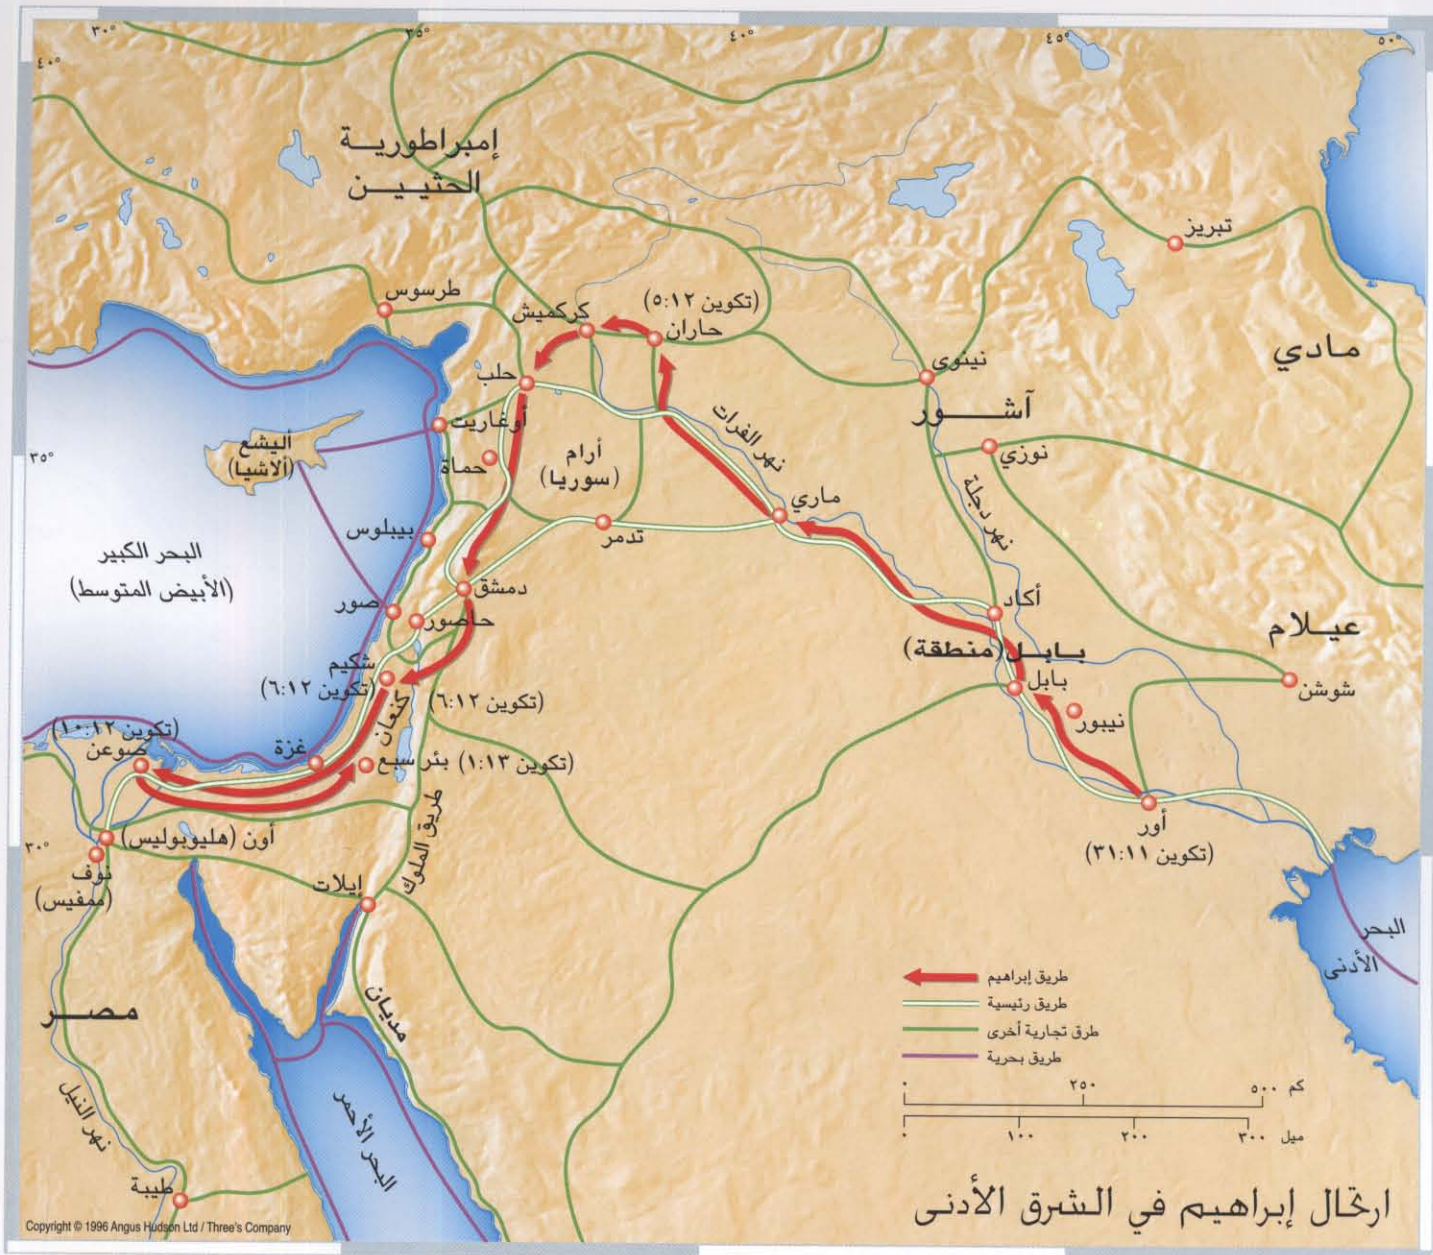 ٣٠°
٣٥°
٤٠°
٤٥°
٥٠°
٤٠°
إمبراطورية
الحثيين
تبريز
طرسوس
كركميش
(تكوين ٥:١٢)
حاران
مادي
نينوى
حلب
آشور
أوغاريت
نهر الفرات
أليشع
(ألاشيا)
٣٥°
حماة
أرام
(سوريا)
نوزي
ماري
نهر دجلة
بيبلوس
تدمر
البحر الكبير
(الأبيض المتوسط)
دمشق
صور
حاصور
أكاد
عيلام
بابل (منطقة)
شكيم
(تكوين ٦:١٢)
بابل
شوشن
كنعان
(تكوين ٦:١٢)
نيبور
(تكوين ١٠:١٢)
صوعن
غزة
بئر سبع (تكوين ١:١٣)
طريق الملوك
أور
(تكوين ٣١:١١)
٣٠°
أون (هليوبوليس)
نوف
(ممفيس)
إيلات
البحر
الأدنى
مصر
مديان
طريق إبراهيم
طريق رئيسية
طرق تجارية أخرى
طريق بحرية
٠ ٢٥٠ ٥٠٠ كم
٠ ١٠٠ ٢٠٠ ٣٠٠ ميل
نهر النيل
البحر الأحمر
طيبة
ارتحال إبراهيم في الشرق الأدنى
Copyright © 1996 Angus Hudson Ltd / Three's Company